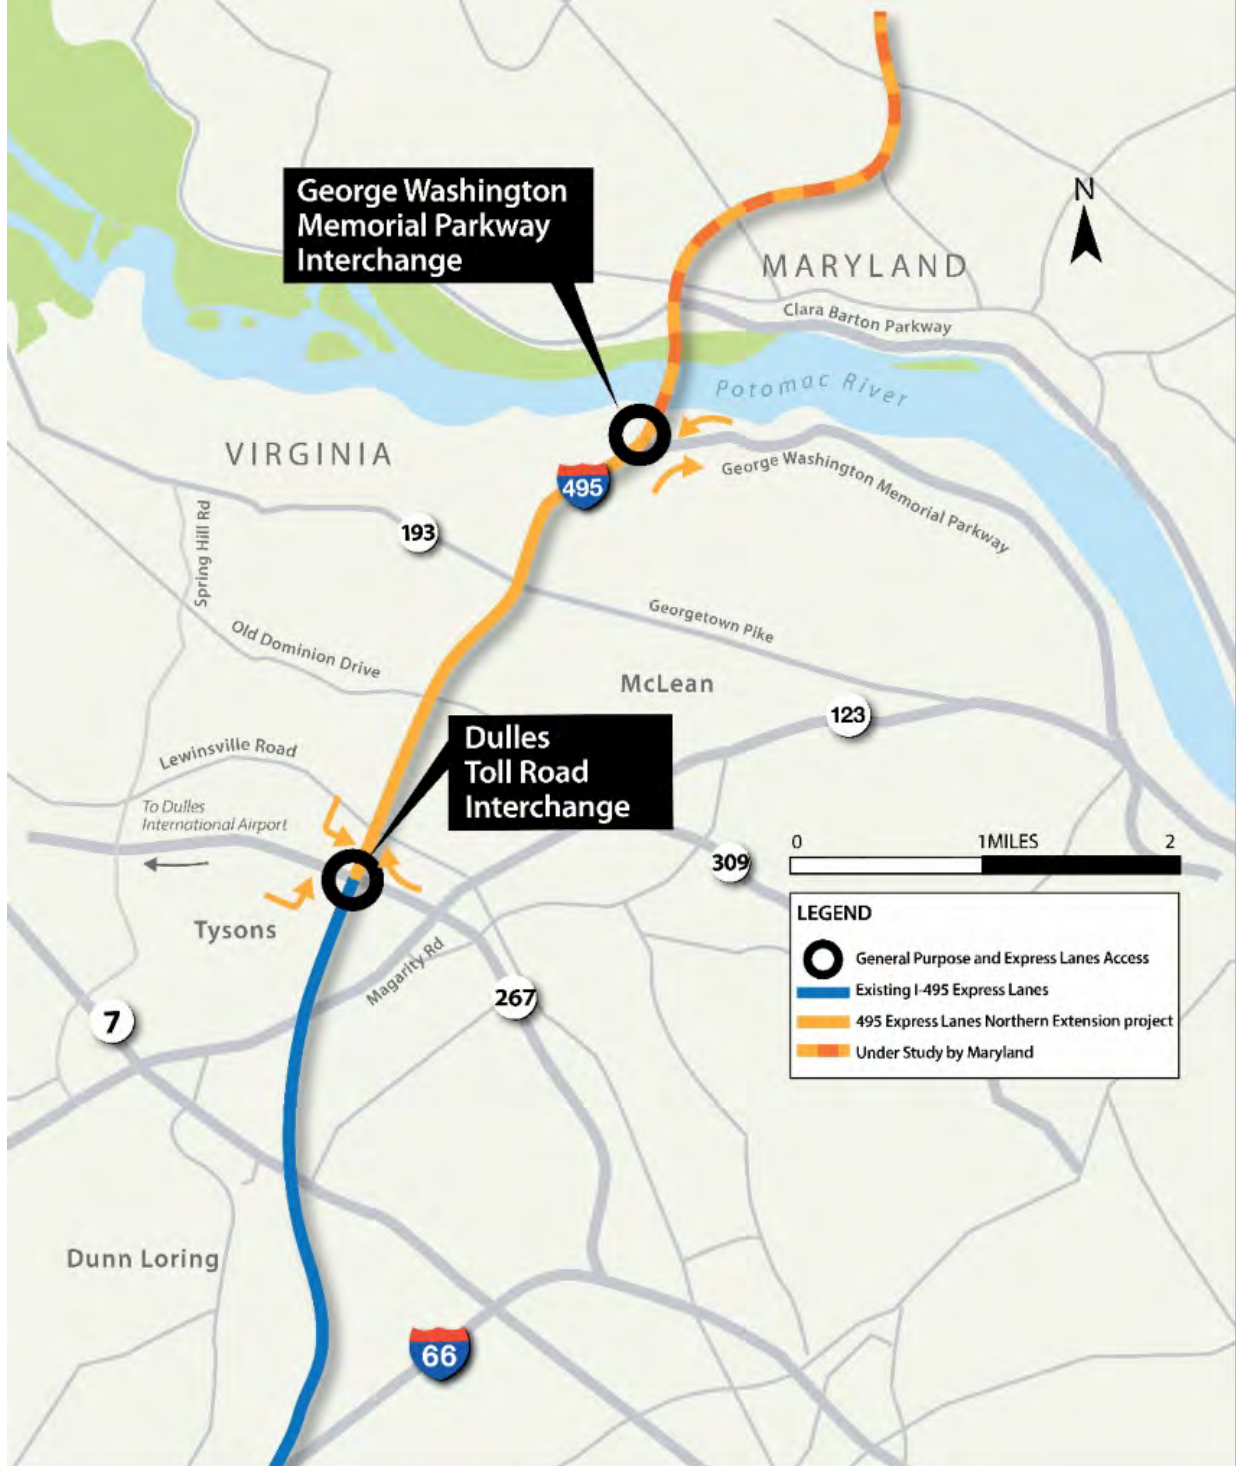 George Washington
Memorial Parkway
Interchange
N
MARYLAND
Clara Barton Parkway
Potomac River
VIRGINIA
George Washington Memorial Parkway
495
193
Spring Hill Rd
Georgetown Pike
Old Dominion Drive
McLean
123
Dulles
Toll Road
Interchange
Lewinsville Road
To Dulles
International Airport
0 1 MILES 2
309
Tysons
Magarity Rd
267
7
LEGEND
General Purpose and Express Lanes Access
Existing I-495 Express Lanes
495 Express Lanes Northern Extension project
Under Study by Maryland
Dunn Loring
66